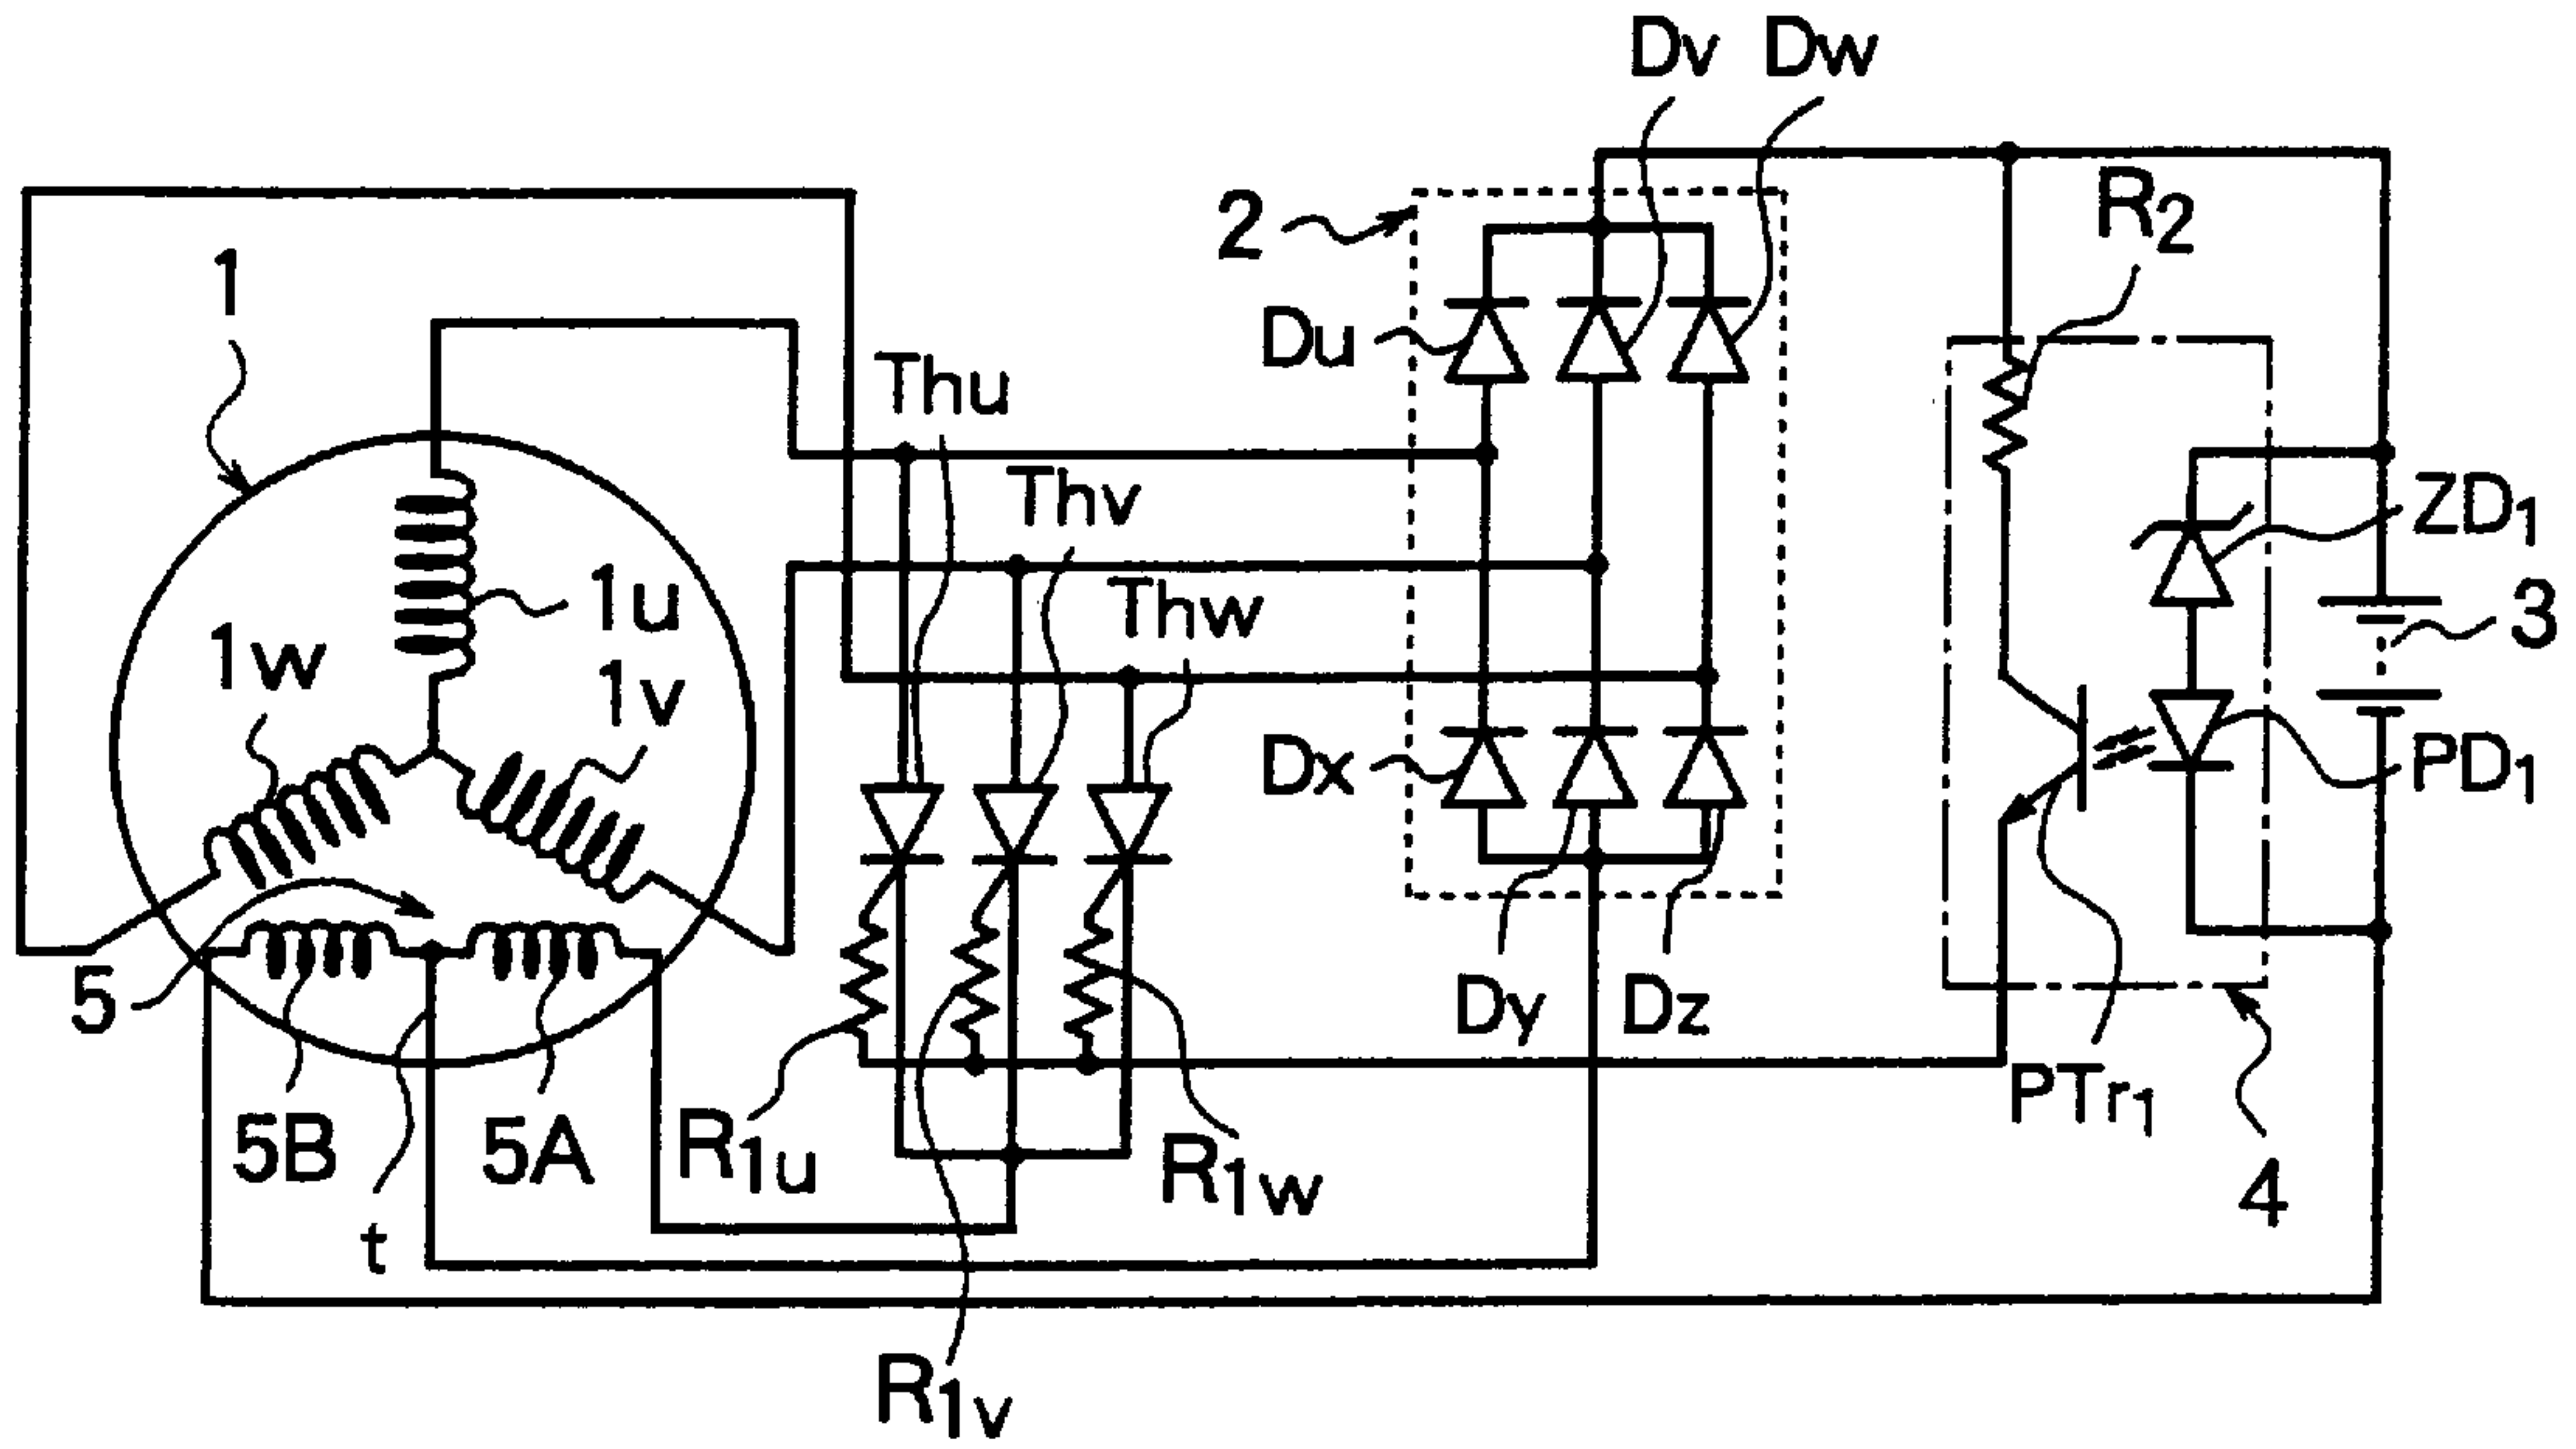 Dv Dw
2
R2
1
Du
Thu
Thv
ZD1
1u
Thw
3
1w
1v
Dx
PD1
5
Dy Dz
PTr1
5B
5A
R1u
R1w
4
t
R1v